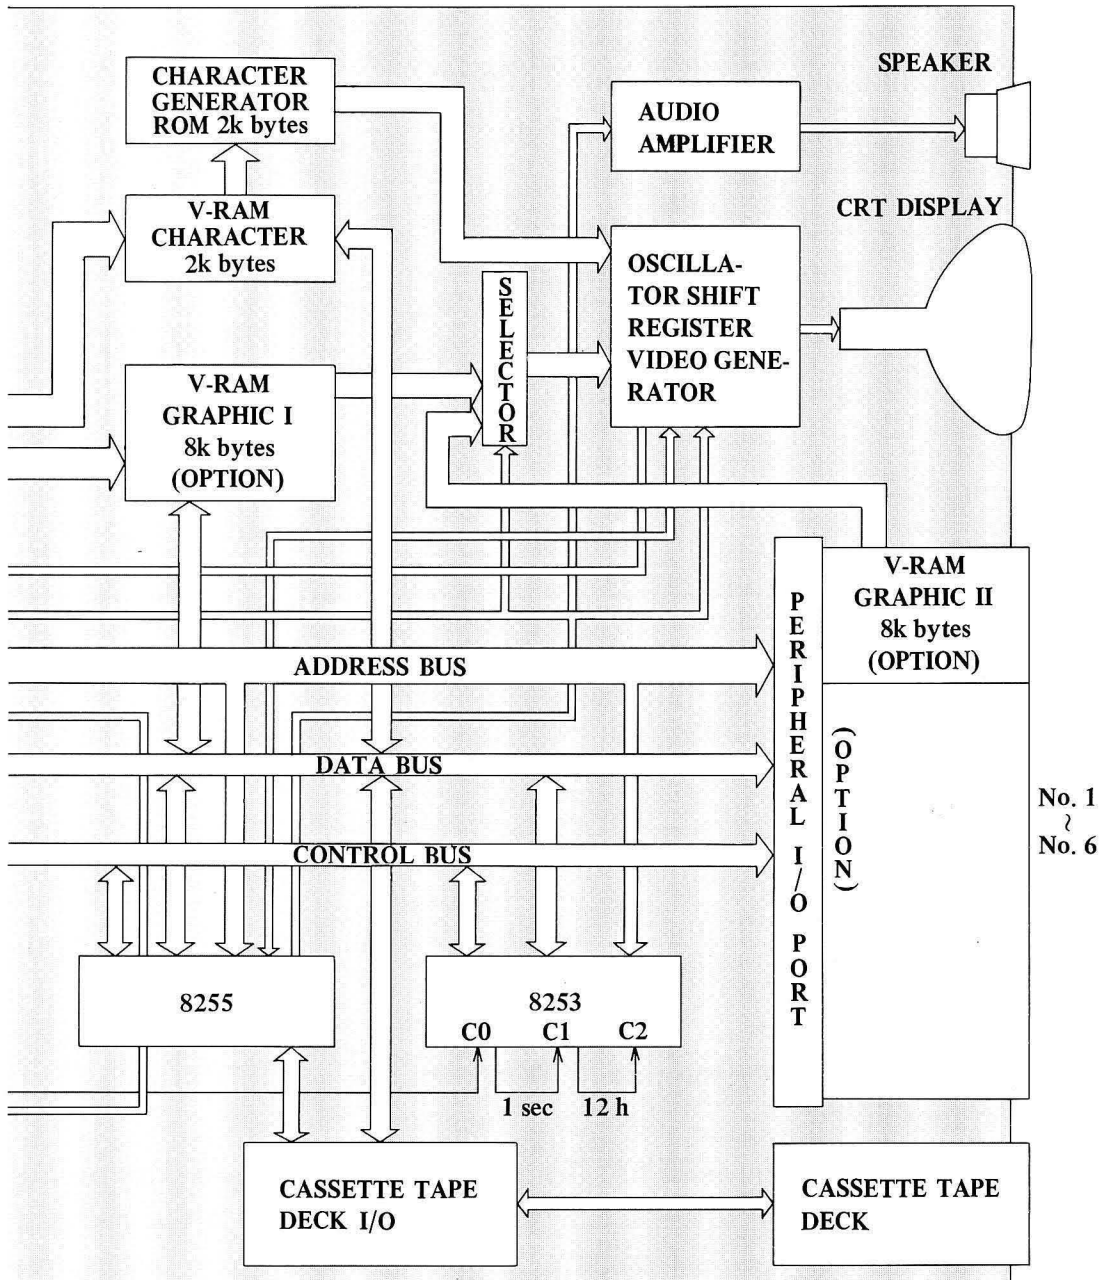 SPEAKER
CHARACTER
GENERATOR
ROM 2k bytes
AUDIO
AMPLIFIER
V-RAM
CHARACTER
2k bytes
CRT DISPLAY
SELECTOR
OSCILLA-
TOR SHIFT
REGISTER
VIDEO GENE-
RATOR
V-RAM
GRAPHIC I
8k bytes
(OPTION)
V-RAM
GRAPHIC II
8k bytes
(OPTION)
PERIPHERAL I/O PORT
ADDRESS BUS
(OPTION)
DATA BUS
No. 1
~
No. 6
CONTROL BUS
8255
8253
C0 C1 C2
1 sec 12 h
CASSETTE TAPE
DECK I/O
CASSETTE TAPE
DECK